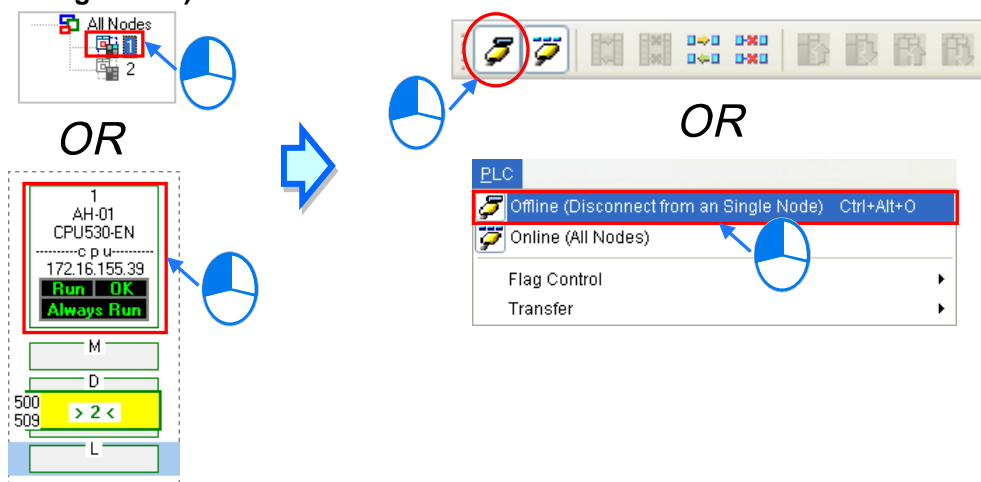 All Nodes
1
2
OR
1
AH-01
CPU530-EN
--------c p u--------
172.16.155.39
Run OK
Always Run
M
D
500
509
> 2 <
L
OR
PLC
Offline (Disconnect from an Single Node) Ctrl+Alt+O
Online (All Nodes)
Flag Control
Transfer